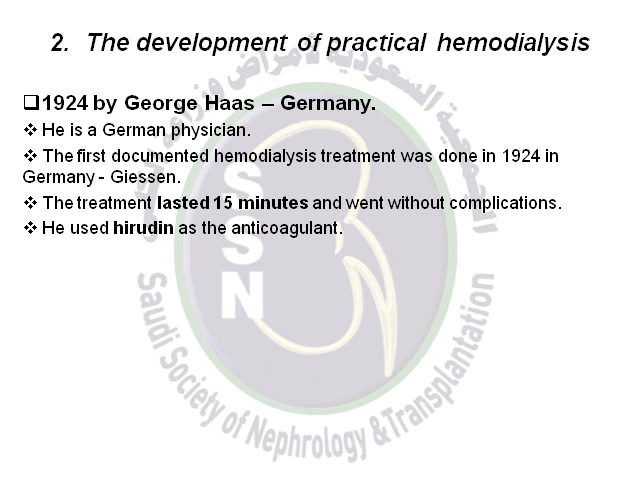 2. The development of practical hemodialysis
❑1924 by George Haas – Germany.
❖ He is a German physician.
❖ The first documented hemodialysis treatment was done in 1924 in
Germany - Giessen.
❖ The treatment lasted 15 minutes and went without complications.
❖ He used hirudin as the anticoagulant.
SSN
Saudi Society of Nephrology & Transplantation